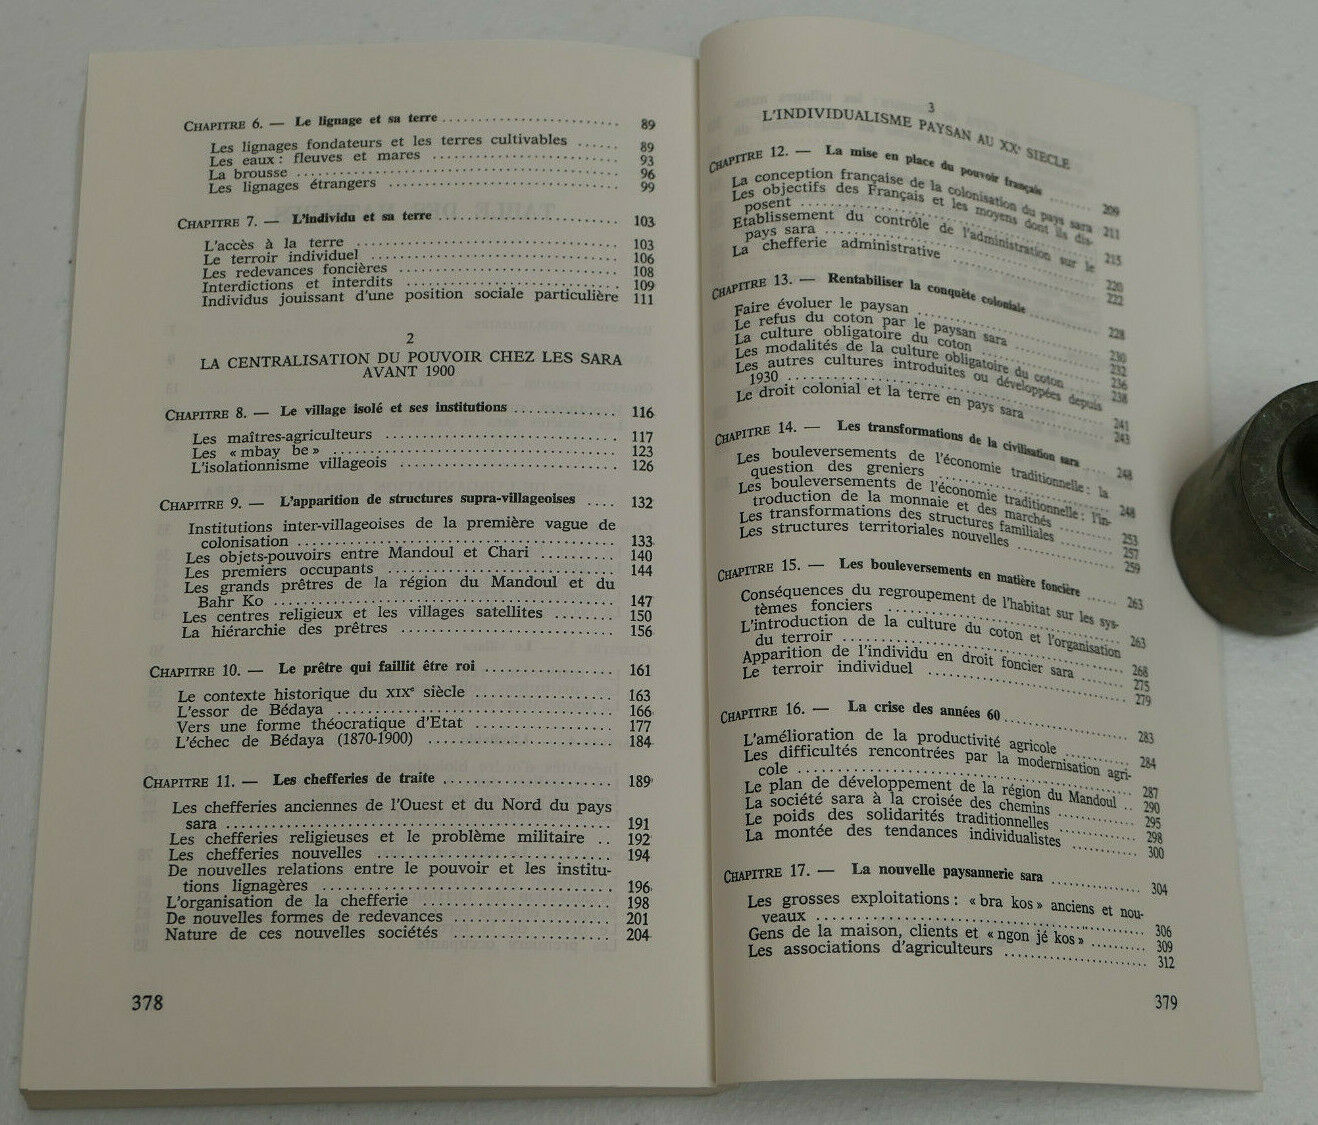 CHAPITRE 6. — Le lignage et sa terre ........................ 89
Les lignages fondateurs et les terres cultivables ...... 89
Les eaux : fleuves et mares ........................ 93
La brousse ........................ 96
Les lignages étrangers ........................ 99
CHAPITRE 7. — L'individu et sa terre ........................ 103
L'accès à la terre ........................ 103
Le terroir individuel ........................ 106
Les redevances foncières ........................ 108
Interdictions et interdits ........................ 109
Individus jouissant d'une position sociale particulière 111
2
LA CENTRALISATION DU POUVOIR CHEZ LES SARA
AVANT 1900
CHAPITRE 8. — Le village isolé et ses institutions ............. 116
Les maîtres-agriculteurs ........................ 117
Les « mbay be » ........................ 123
L'isolationnisme villageois ........................ 126
CHAPITRE 9. — L'apparition de structures supra-villageoises .... 132
Institutions inter-villageoises de la première vague de
colonisation ........................ 133
Les objets-pouvoirs entre Mandoul et Chari ......... 140
Les premiers occupants ........................ 144
Les grands prêtres de la région du Mandoul et du
Bahr Ko ........................ 147
Les centres religieux et les villages satellites ........ 150
La hiérarchie des prêtres ........................ 156
CHAPITRE 10. — Le prêtre qui faillit être roi ................ 161
Le contexte historique du XIXe siècle ................ 163
L'essor de Bédaya ........................ 166
Vers une forme théocratique d'Etat ................ 177
L'échec de Bédaya (1870-1900) ...................... 184
CHAPITRE 11. — Les chefferies de traite ..................... 189
Les chefferies anciennes de l'Ouest et du Nord du pays
sara ........................ 191
Les chefferies religieuses et le problème militaire .. 192
Les chefferies nouvelles ........................ 194
De nouvelles relations entre le pouvoir et les institu-
tions lignagères ........................ 196
L'organisation de la chefferie ........................ 198
De nouvelles formes de redevances ................... 201
Nature de ces nouvelles sociétés ................... 204
378
3
L'INDIVIDUALISME PAYSAN AU XXe SIECLE
CHAPITRE 12. — La mise en place du pouvoir français ........ 209
La conception française de la colonisation du pays sara 211
Les objectifs des Français et les moyens dont ils dis-
posent ........................ 215
Etablissement du contrôle de l'administration sur le
pays sara ........................ 220
La chefferie administrative ........................ 222
CHAPITRE 13. — Rentabiliser la conquête coloniale ............ 228
Faire évoluer le paysan ........................ 230
Le refus du coton par le paysan sara ................ 232
La culture obligatoire du coton ..................... 236
Les modalités de la culture obligatoire du coton ...... 238
Les autres cultures introduites ou développées depuis
1930 ........................ 241
Le droit colonial et la terre en pays sara ............ 243
CHAPITRE 14. — Les transformations de la civilisation sara .... 248
Les bouleversements de l'économie traditionnelle : la
question des greniers ........................ 248
Les bouleversements de l'économie traditionnelle : l'in-
troduction de la monnaie et des marchés .......... 253
Les transformations des structures familiales ........ 257
Les structures territoriales nouvelles ................ 259
CHAPITRE 15. — Les bouleversements en matière foncière ...... 263
Conséquences du regroupement de l'habitat sur les sys-
tèmes fonciers ........................ 263
L'introduction de la culture du coton et l'organisation
du terroir ........................ 268
Apparition de l'individu en droit foncier sara ........ 275
Le terroir individuel ........................ 279
CHAPITRE 16. — La crise des années 60 ...................... 283
L'amélioration de la productivité agricole ............ 284
Les difficultés rencontrées par la modernisation agri-
cole ........................ 287
Le plan de développement de la région du Mandoul .. 290
La société sara à la croisée des chemins ............ 295
Le poids des solidarités traditionnelles .............. 298
La montée des tendances individualistes ............ 300
CHAPITRE 17. — La nouvelle paysannerie sara ................ 304
Les grosses exploitations : « bra kos » anciens et nou-
veaux ........................ 306
Gens de la maison, clients et « ngon jé kos » ......... 309
Les associations d'agriculteurs ...................... 312
379